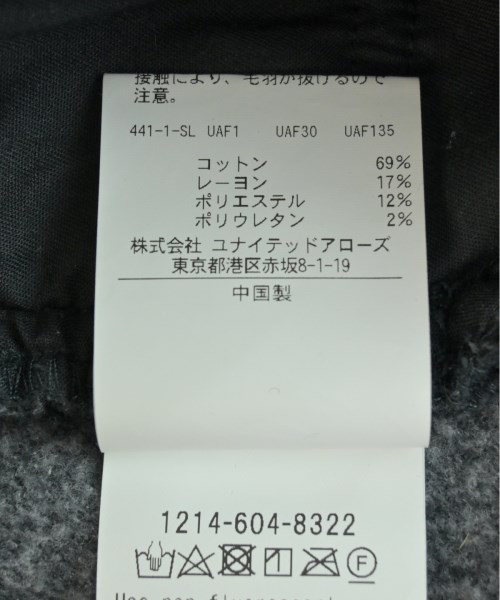 接触により、毛羽が抜けるので
注意。
441-1-SL UAF1 UAF30 UAF135
コットン 69%
レーヨン 17%
ポリエステル 12%
ポリウレタン 2%
株式会社 ユナイテッドアローズ
東京都港区赤坂8-1-19
中国製
1214-604-8322
F